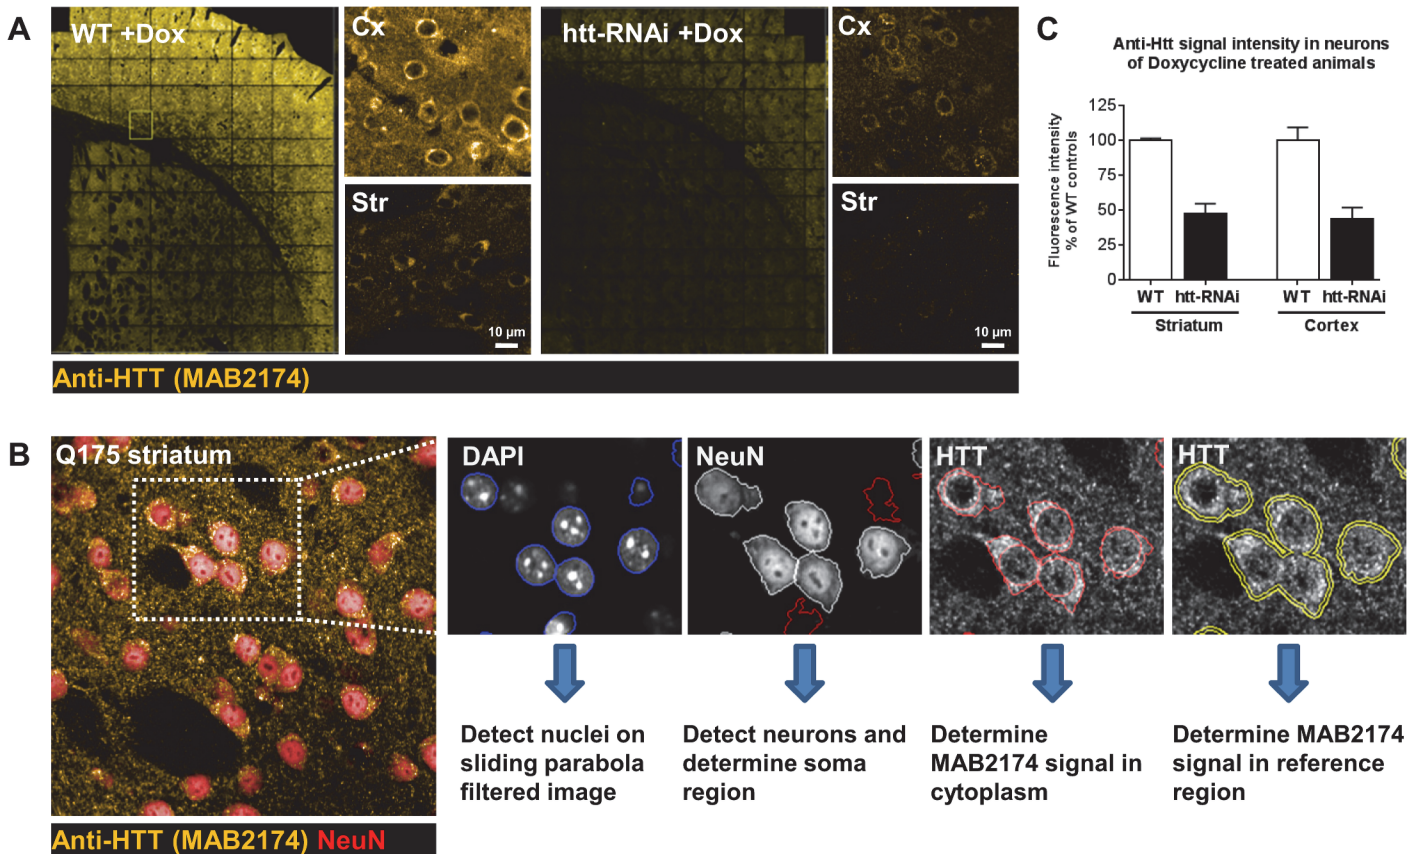 A
WT +Dox
Cx
Str
10 µm
htt-RNAi +Dox
Cx
Str
10 µm
Anti-HTT (MAB2174)
C
Anti-Htt signal intensity in neurons
of Doxycycline treated animals
Fluorescence intensity
% of WT controls
125
100
75
50
25
0
WT
htt-RNAi
WT
htt-RNAi
Striatum
Cortex
B
Q175 striatum
Anti-HTT (MAB2174) NeuN
DAPI
NeuN
HTT
HTT
Detect nuclei on
sliding parabola
filtered image
Detect neurons and
determine soma
region
Determine
MAB2174 signal in
cytoplasm
Determine MAB2174
signal in reference
region